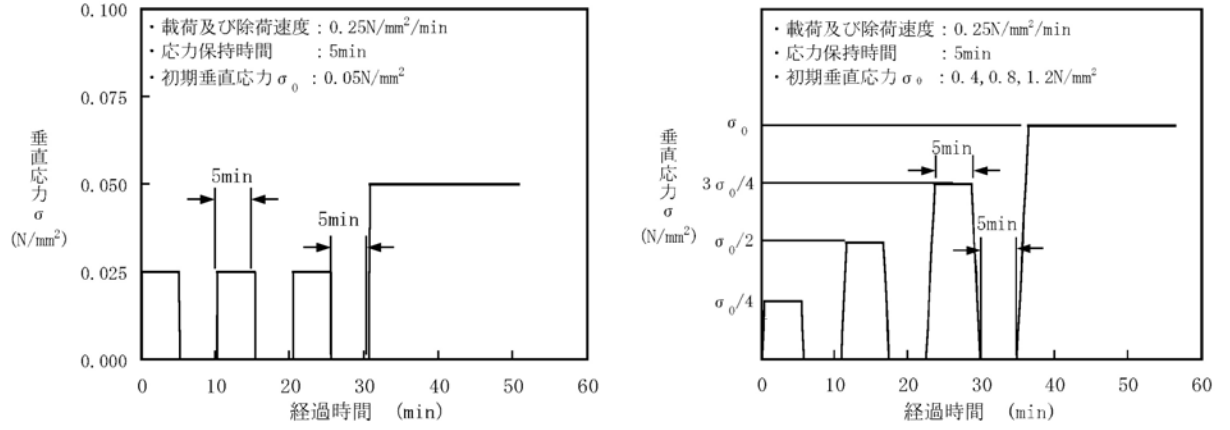 ・載荷及び除荷速度：0.25N/mm²/min
・応力保持時間　　：5min
・初期垂直応力σ₀：0.05N/mm²
0.100
0.075
0.050
0.025
0.000
垂直応力σ
(N/mm²)
5min
5min
0 10 20 30 40 50 60
経過時間　(min)
・載荷及び除荷速度：0.25N/mm²/min
・応力保持時間　　：5min
・初期垂直応力σ₀：0.4,0.8,1.2N/mm²
σ₀
3σ₀/4
σ₀/2
σ₀/4
垂直応力σ
(N/mm²)
5min
5min
0 10 20 30 40 50 60
経過時間　(min)